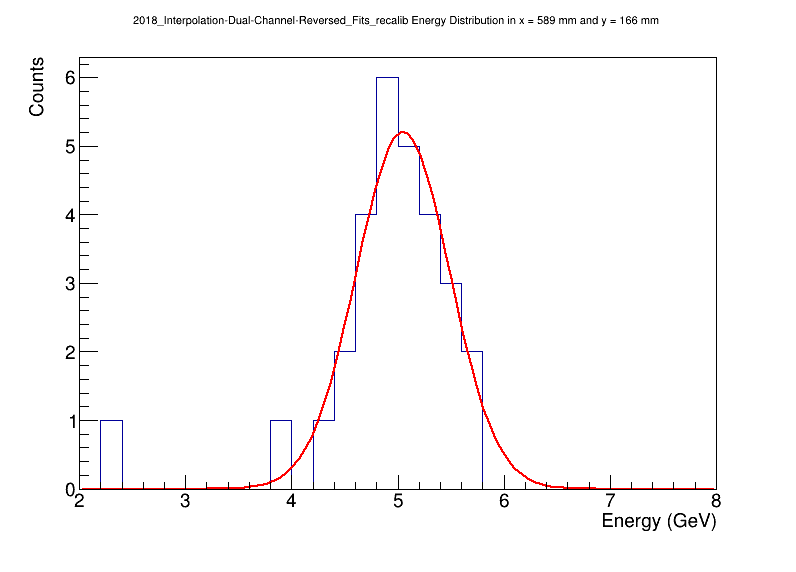 2018_Interpolation-Dual-Channel-Reversed_Fits_recalib Energy Distribution in x = 589 mm and y = 166 mm
Counts
6
5
4
3
2
1
0
2 3 4 5 6 7 8
Energy (GeV)